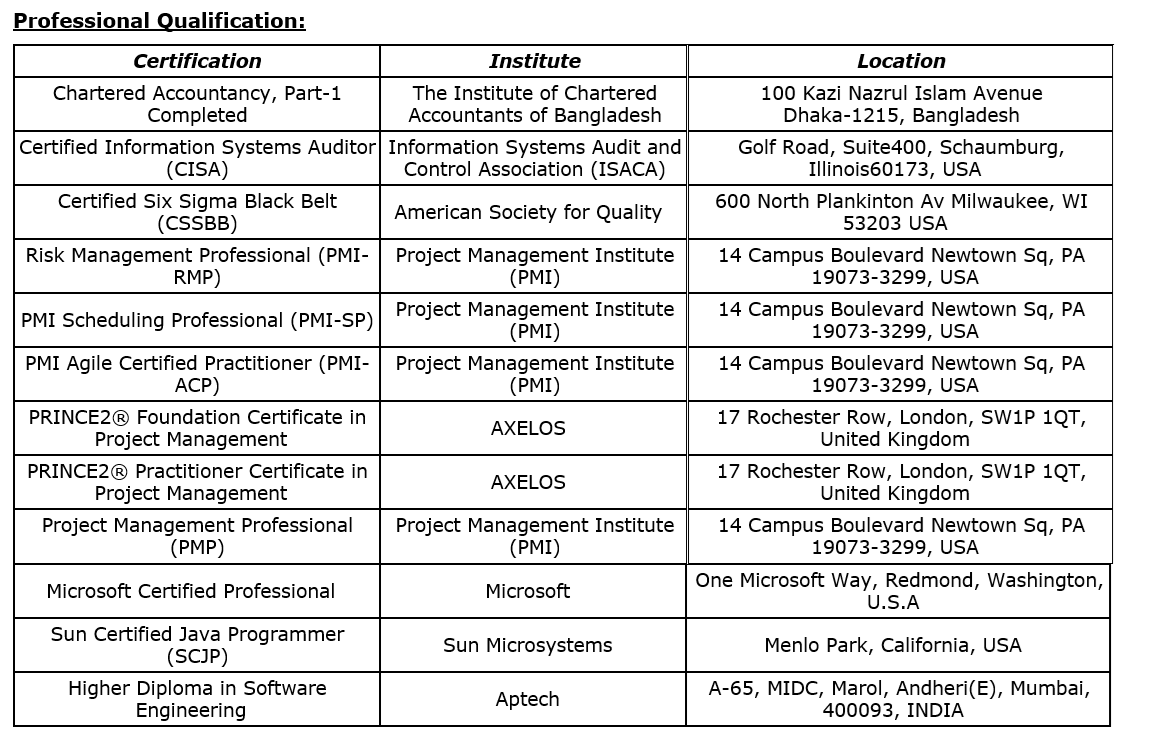 Professional Qualification:
Certification Institute Location
Chartered Accountancy, Part-1
Completed
The Institute of Chartered
Accountants of Bangladesh
100 Kazi Nazrul Islam Avenue
Dhaka-1215, Bangladesh
Certified Information Systems Auditor
(CISA)
Information Systems Audit and
Control Association (ISACA)
Golf Road, Suite400, Schaumburg,
Illinois60173, USA
Certified Six Sigma Black Belt
(CSSBB)
American Society for Quality
600 North Plankinton Av Milwaukee, WI
53203 USA
Risk Management Professional (PMI-
RMP)
Project Management Institute
(PMI)
14 Campus Boulevard Newtown Sq, PA
19073-3299, USA
PMI Scheduling Professional (PMI-SP)
Project Management Institute
(PMI)
14 Campus Boulevard Newtown Sq, PA
19073-3299, USA
PMI Agile Certified Practitioner (PMI-
ACP)
Project Management Institute
(PMI)
14 Campus Boulevard Newtown Sq, PA
19073-3299, USA
PRINCE2® Foundation Certificate in
Project Management
AXELOS
17 Rochester Row, London, SW1P 1QT,
United Kingdom
PRINCE2® Practitioner Certificate in
Project Management
AXELOS
17 Rochester Row, London, SW1P 1QT,
United Kingdom
Project Management Professional
(PMP)
Project Management Institute
(PMI)
14 Campus Boulevard Newtown Sq, PA
19073-3299, USA
Microsoft Certified Professional
Microsoft
One Microsoft Way, Redmond, Washington,
U.S.A
Sun Certified Java Programmer
(SCJP)
Sun Microsystems
Menlo Park, California, USA
Higher Diploma in Software
Engineering
Aptech
A-65, MIDC, Marol, Andheri(E), Mumbai,
400093, INDIA